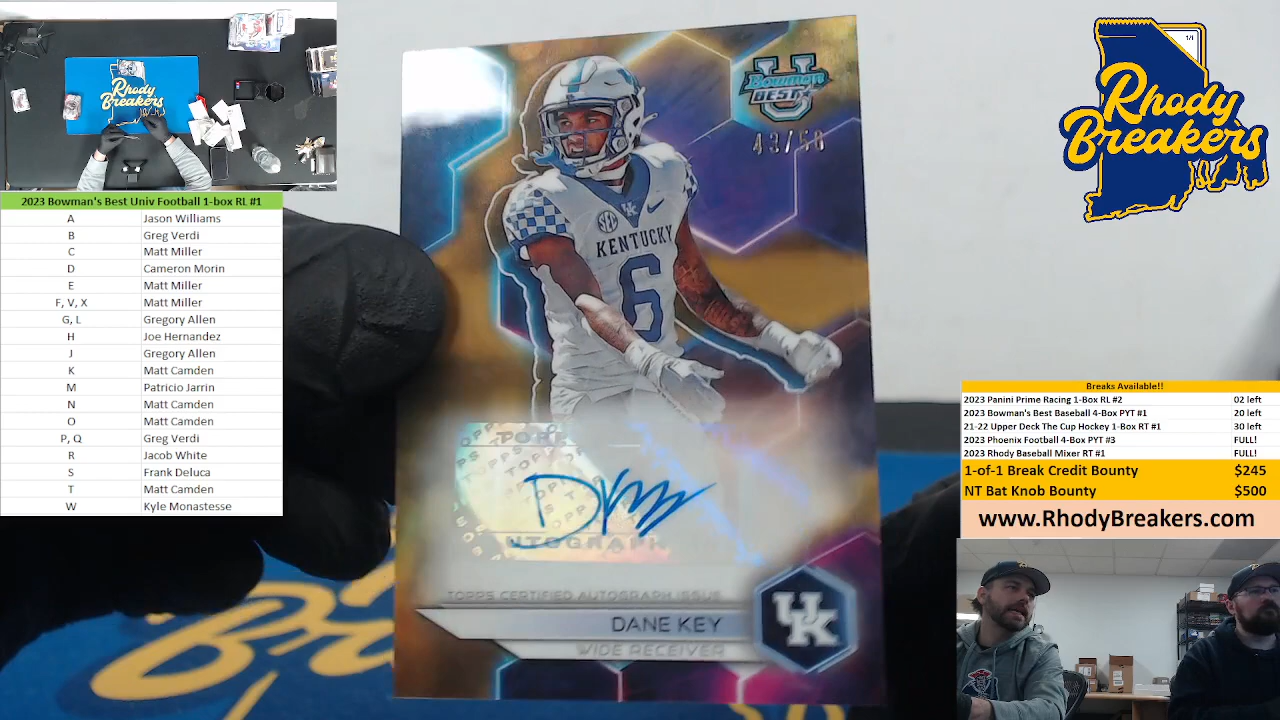 Rhody
Breakers
2023 Bowman's Best Univ Football 1-box RL #1
A Jason Williams
B Greg Verdi
C Matt Miller
D Cameron Morin
E Matt Miller
F, V, X Matt Miller
G, L Gregory Allen
H Joe Hernandez
J Gregory Allen
K Matt Camden
M Patricio Jarrin
N Matt Camden
O Matt Camden
P, Q Greg Verdi
R Jacob White
S Frank Deluca
T Matt Camden
W Kyle Monastesse
U
Bowman
BEST
43/50
SEC
UK
KENTUCKY
6
TOPPS CERTIFIED AUTOGRAPH ISSUE
DANE KEY
WIDE RECEIVER
UK
1/1
Rhody
Breakers
Breaks Available!!
2023 Panini Prime Racing 1-Box RL #2 02 left
2023 Bowman's Best Baseball 4-Box PYT #1 20 left
21-22 Upper Deck The Cup Hockey 1-Box RT #1 30 left
2023 Phoenix Football 4-Box PYT #3 FULL!
2023 Rhody Baseball Mixer RT #1 FULL!
1-of-1 Break Credit Bounty $245
NT Bat Knob Bounty $500
www.RhodyBreakers.com